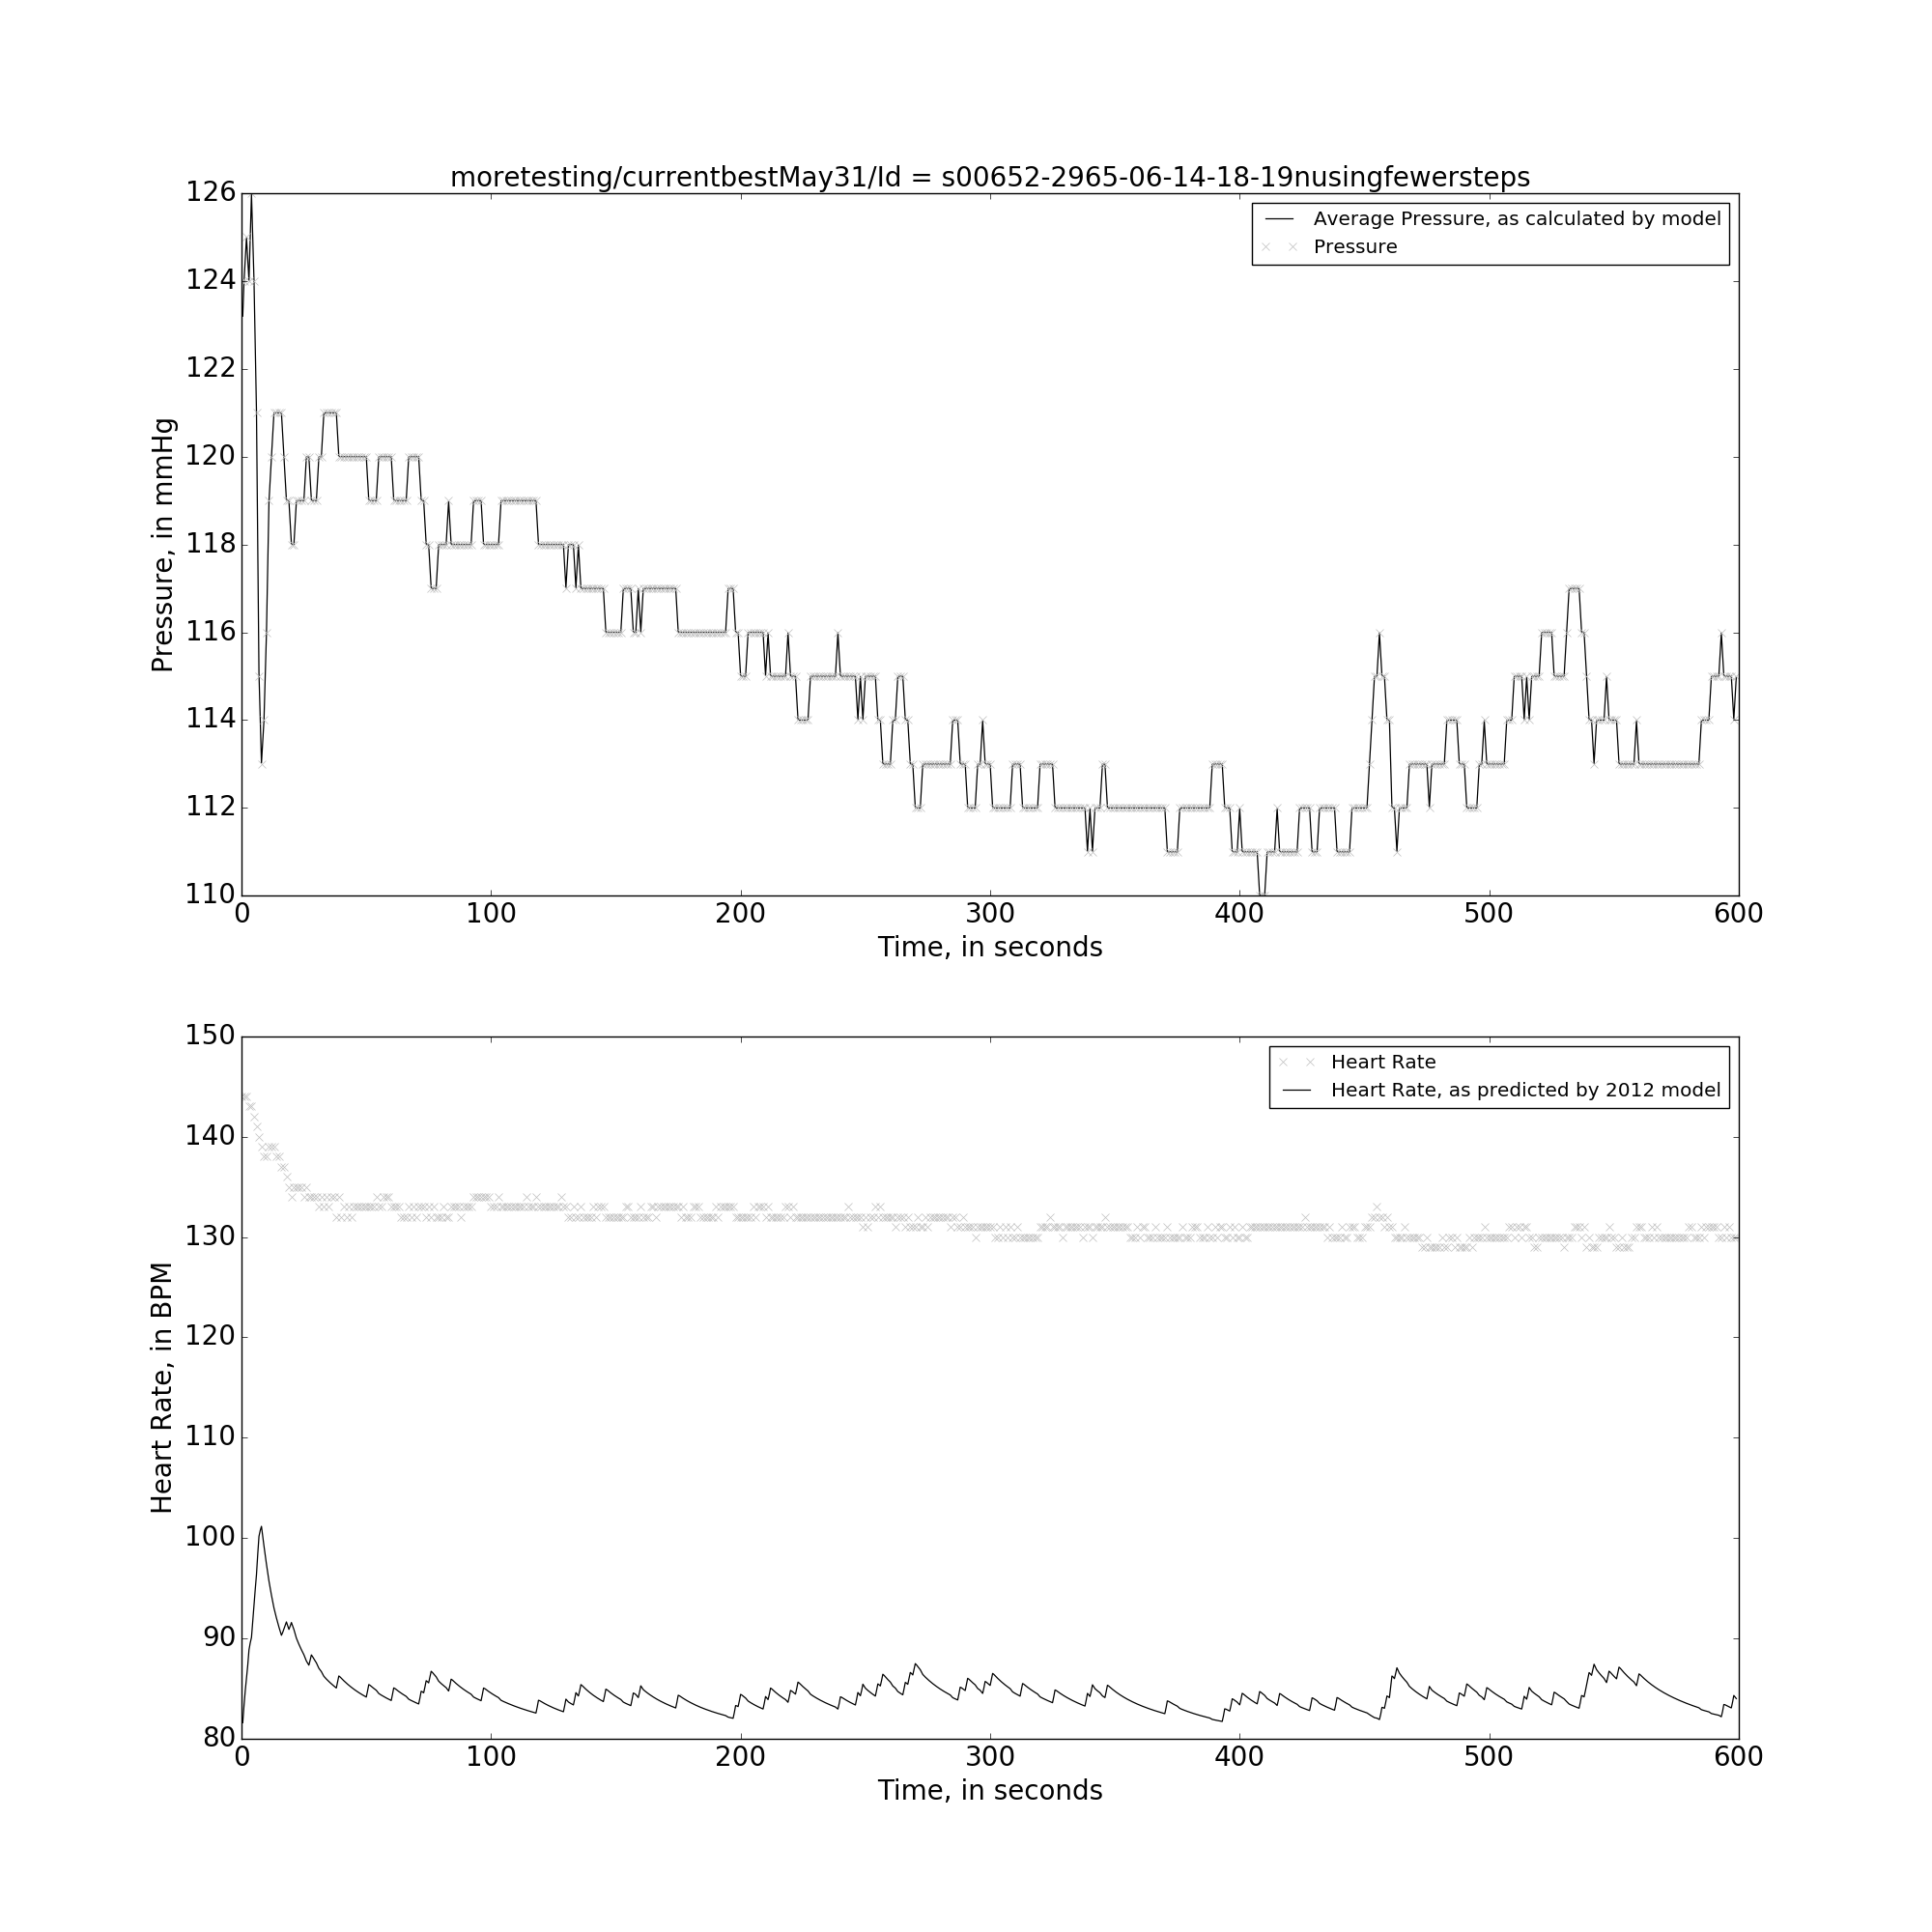 moretesting/currentbestMay31/Id = s00652-2965-06-14-18-19nusingfewersteps
126
124
122
120
118
116
114
112
110
Pressure, in mmHg
Average Pressure, as calculated by model
Pressure
0 100 200 300 400 500 600
Time, in seconds
150
140
130
120
110
100
90
80
Heart Rate, in BPM
Heart Rate
Heart Rate, as predicted by 2012 model
0 100 200 300 400 500 600
Time, in seconds